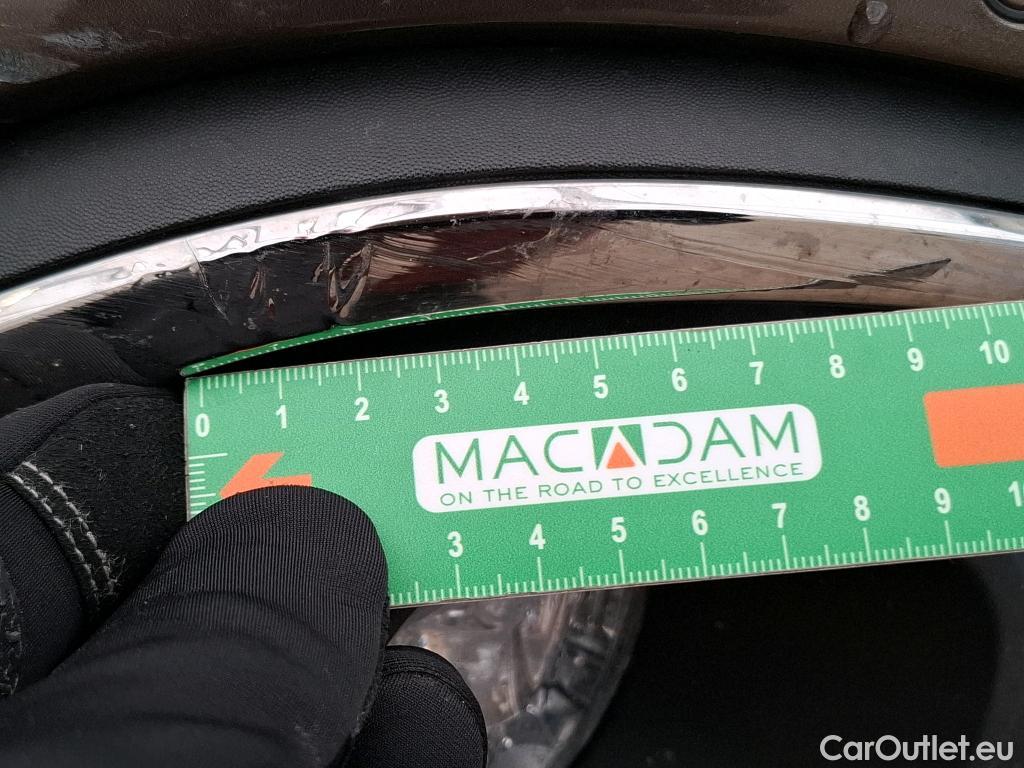 0 1 2 3 4 5 6 7 8 9 10
MACADAM
ON THE ROAD TO EXCELLENCE
3 4 5 6 7 8 9
CarOutlet.eu